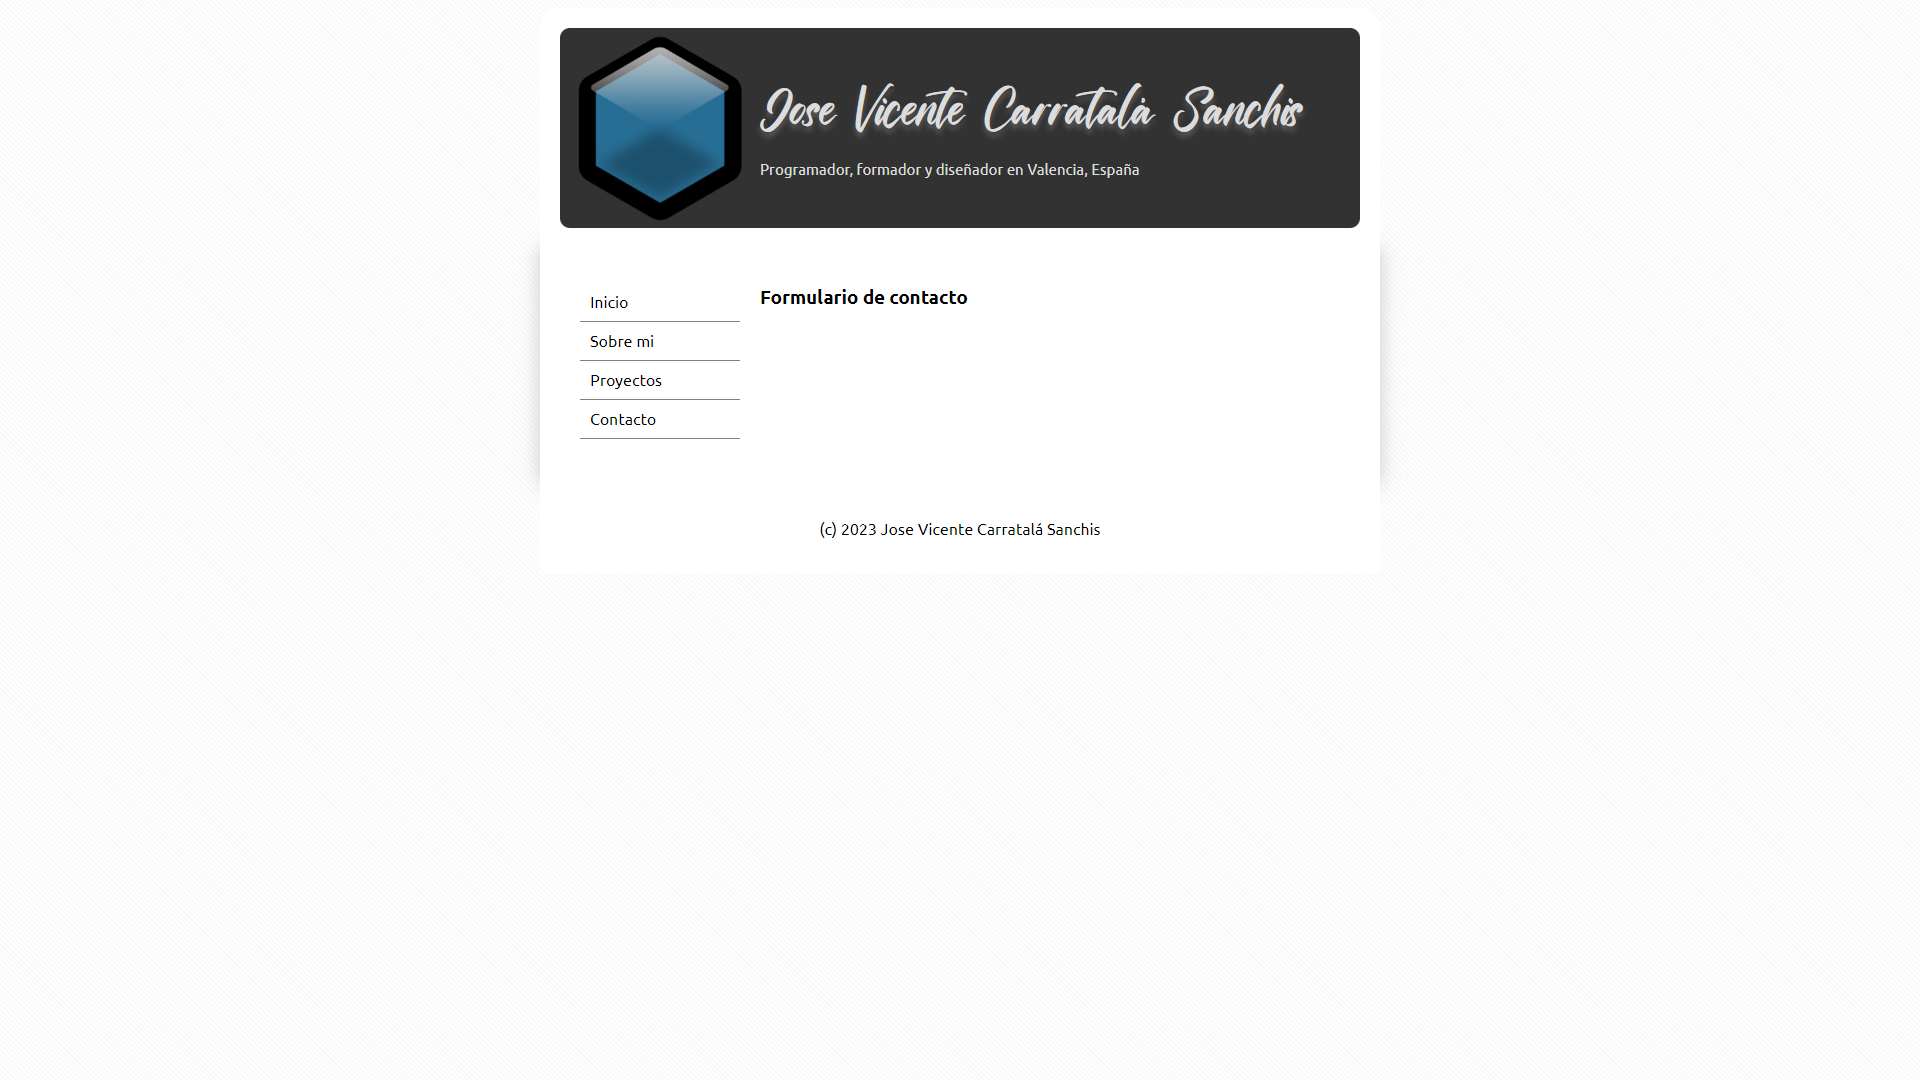 Jose Vicente Carratalá Sanchis
Programador, formador y diseñador en Valencia, España
Inicio
Sobre mi
Proyectos
Contacto
Formulario de contacto
(c) 2023 Jose Vicente Carratalá Sanchis